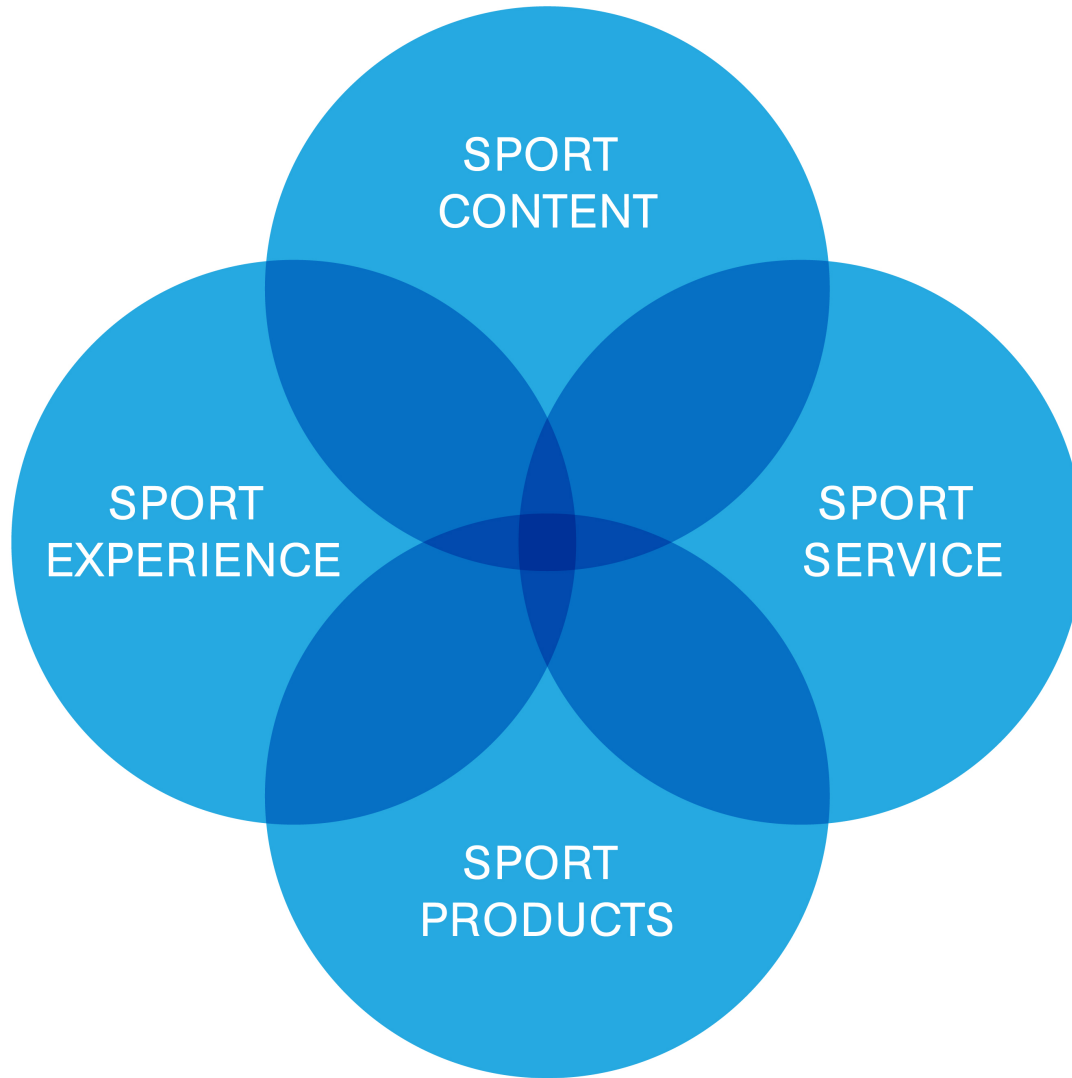 SPORT
CONTENT
SPORT
EXPERIENCE
SPORT
SERVICE
SPORT
PRODUCTS